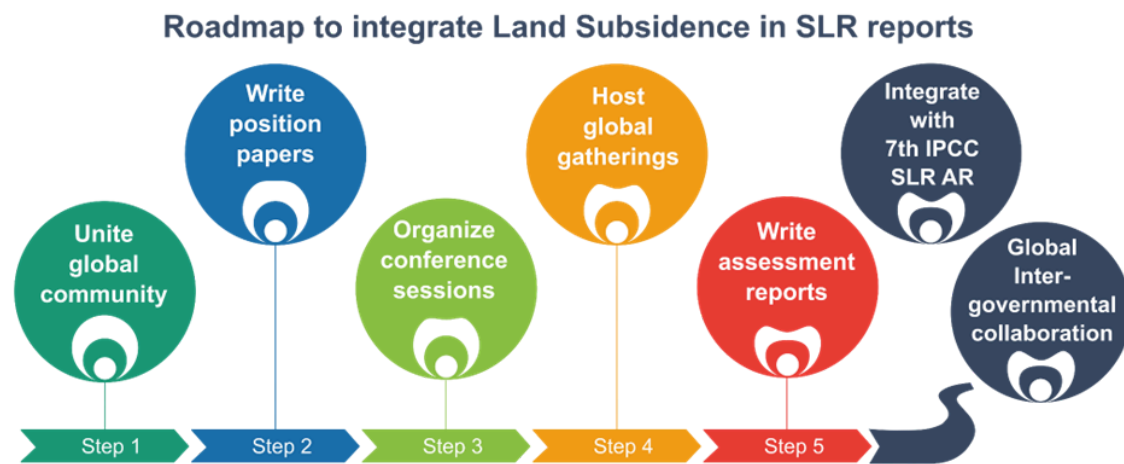 Roadmap to integrate Land Subsidence in SLR reports
Unite
global
community
Write
position
papers
Organize
conference
sessions
Host
global
gatherings
Write
assessment
reports
Integrate
with
7th IPCC
SLR AR
Global
Inter-
governmental
collaboration
Step 1
Step 2
Step 3
Step 4
Step 5